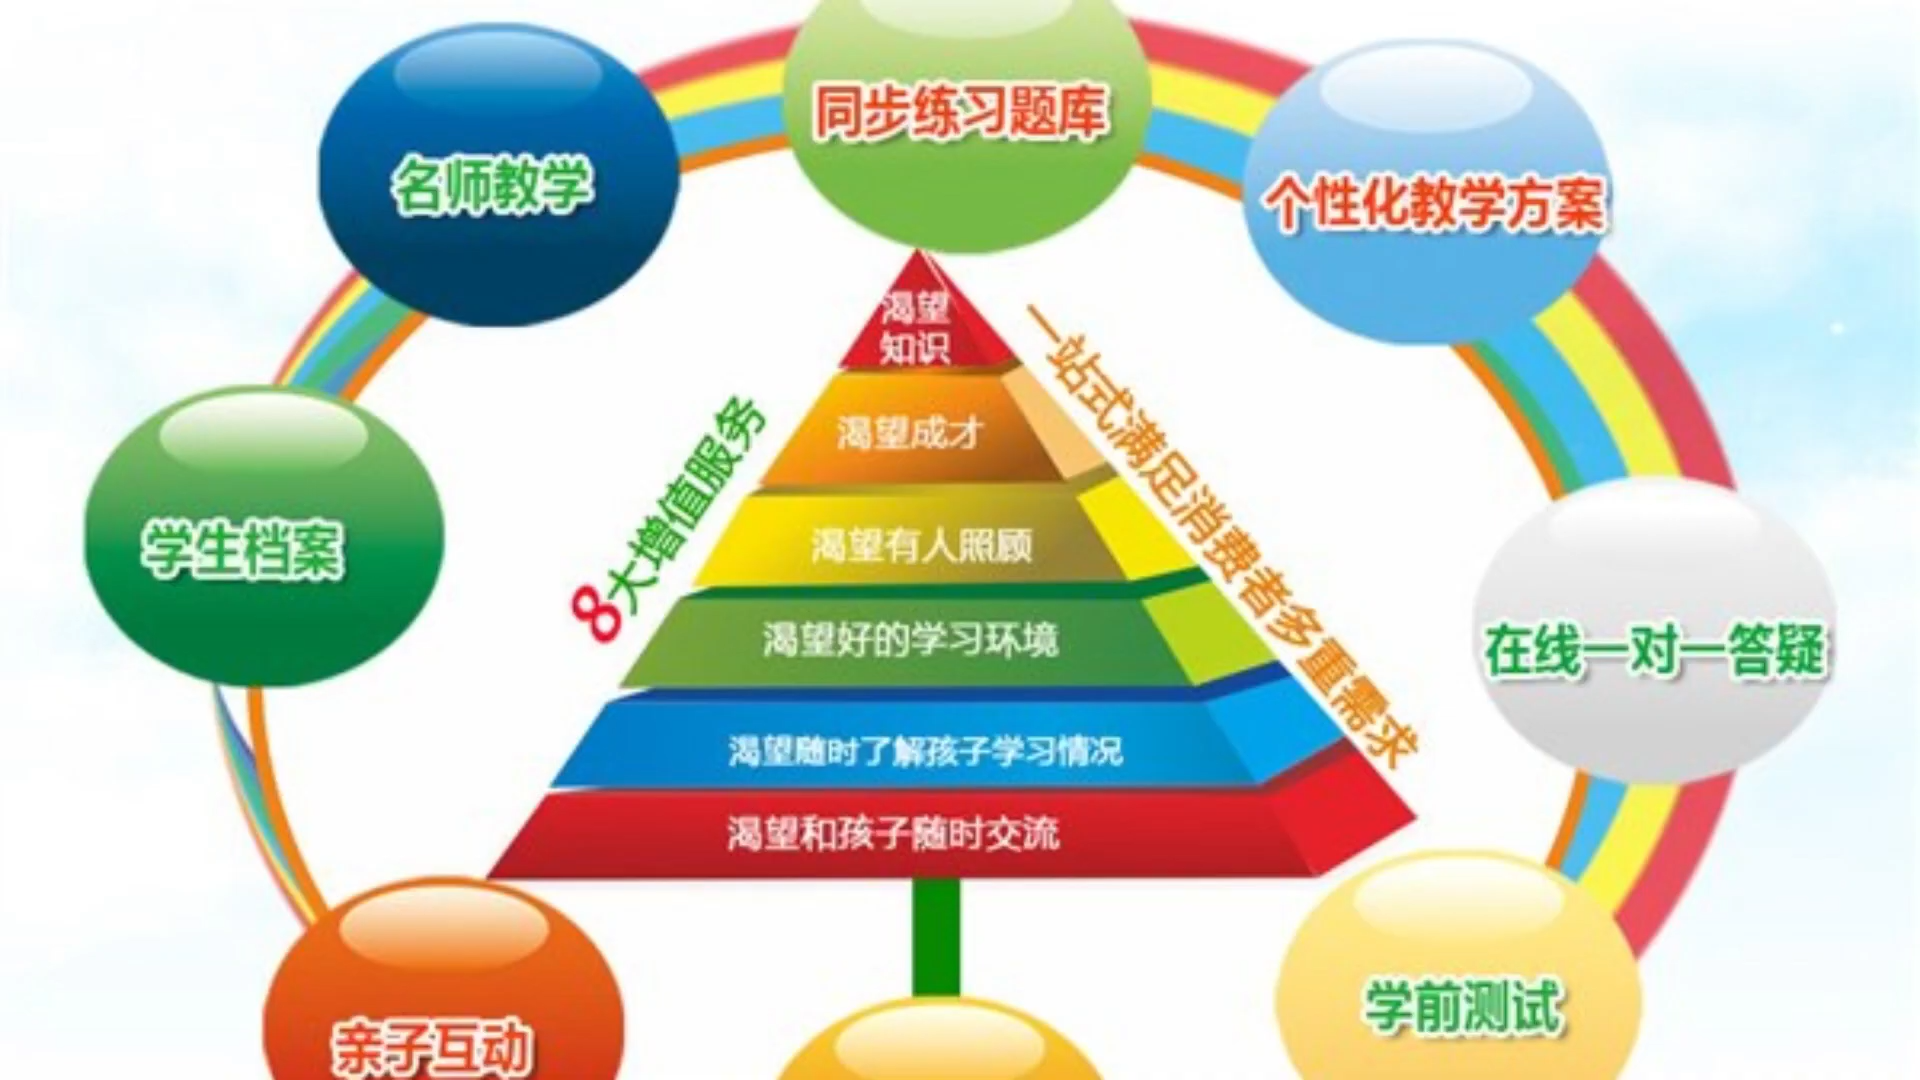 同步练习题库
名师教学
个性化教学方案
渴望
知识
渴望成才
渴望有人照顾
渴望好的学习环境
渴望随时了解孩子学习情况
渴望和孩子随时交流
8大增值服务
一站式满足消费者多重需求
学生档案
在线一对一答疑
学前测试
亲子互动